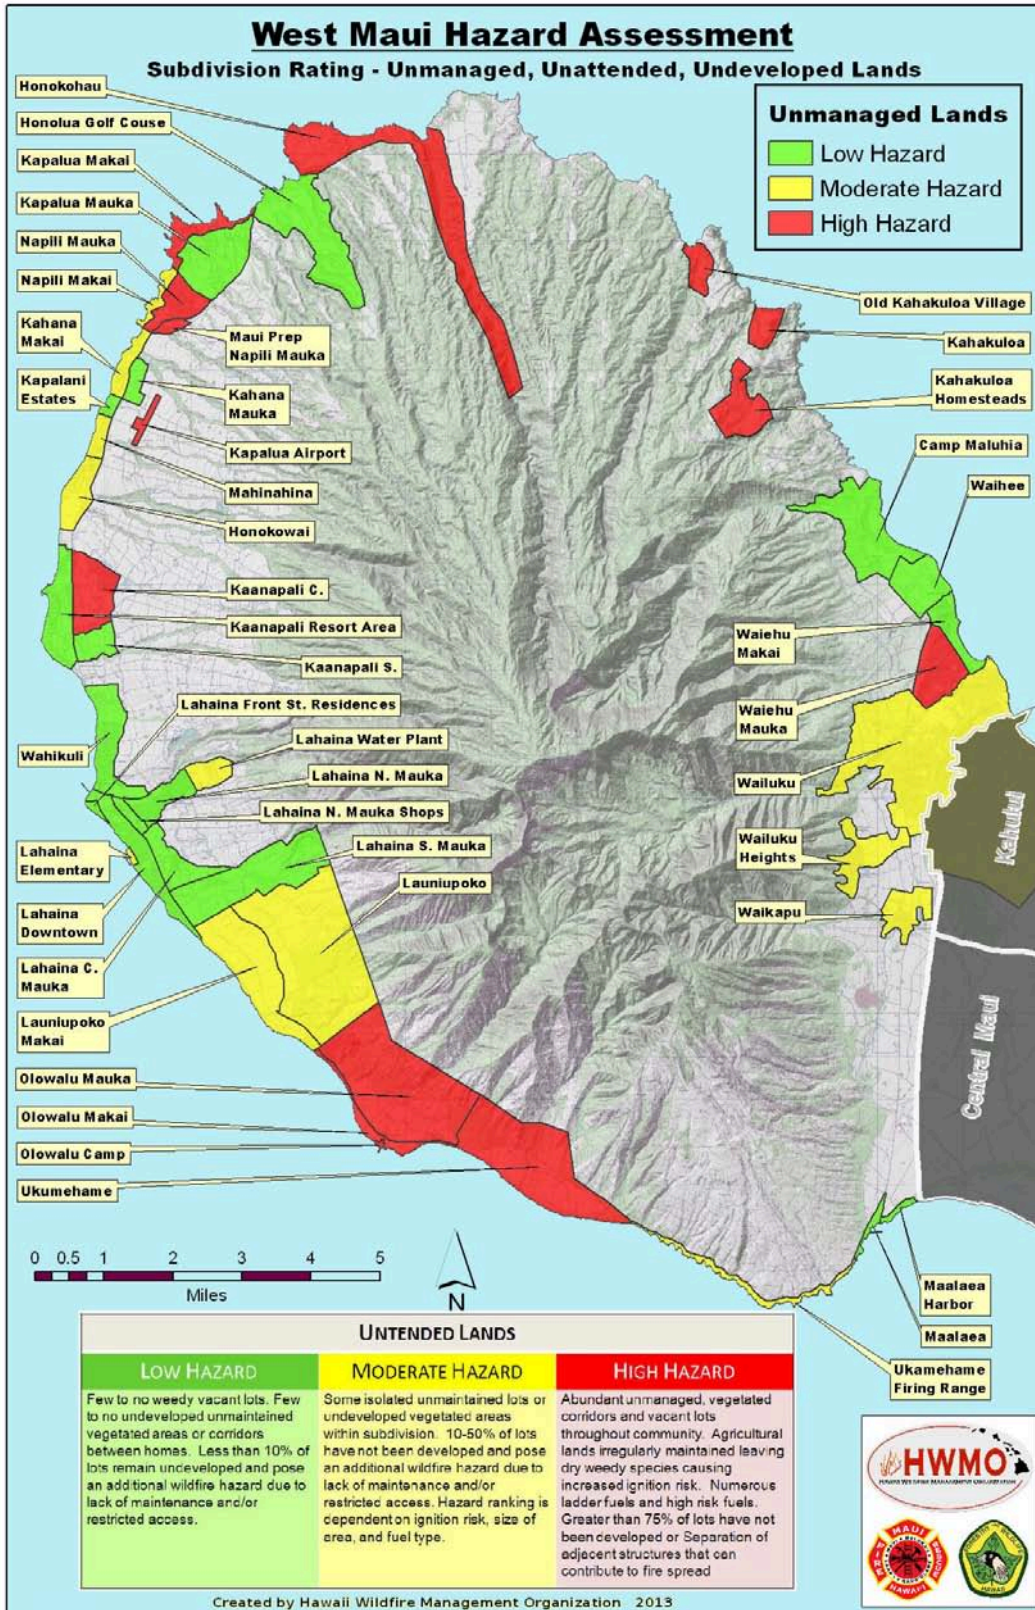 West Maui Hazard Assessment
Subdivision Rating - Unmanaged, Unattended, Undeveloped Lands
Unmanaged Lands
Low Hazard
Moderate Hazard
High Hazard
Honokohau
Honolua Golf Couse
Kapalua Makai
Kapalua Mauka
Napili Mauka
Napili Makai
Kahana
Makai
Kapalani
Estates
Maui Prep
Napili Mauka
Kahana
Mauka
Kapalua Airport
Mahinahina
Honokowai
Kaanapali C.
Kaanapali Resort Area
Kaanapali S.
Lahaina Front St. Residences
Wahikuli
Lahaina Water Plant
Lahaina N. Mauka
Lahaina N. Mauka Shops
Lahaina
Elementary
Lahaina S. Mauka
Launiupoko
Lahaina
Downtown
Lahaina C.
Mauka
Launiupoko
Makai
Olowalu Mauka
Olowalu Makai
Olowalu Camp
Ukumehame
Old Kahakuloa Village
Kahakuloa
Kahakuloa
Homesteads
Camp Maluhia
Waihee
Waiehu
Makai
Waiehu
Mauka
Wailuku
Wailuku
Heights
Waikapu
Kahului
Central Maui
Maalaea
Harbor
Maalaea
Ukamehame
Firing Range
0 0.5 1 2 3 4 5
Miles
N
UNTENDED LANDS
LOW HAZARD
Few to no weedy vacant lots. Few
to no undeveloped unmaintained
vegetated areas or corridors
between homes. Less than 10% of
lots remain undeveloped and pose
an additional wildfire hazard due to
lack of maintenance and/or
restricted access.
MODERATE HAZARD
Some isolated unmaintained lots or
undeveloped vegetated areas
within subdivision. 10-50% of lots
have not been developed and pose
an additional wildfire hazard due to
lack of maintenance and/or
restricted access. Hazard ranking is
dependent on ignition risk, size of
area, and fuel type.
HIGH HAZARD
Abundant unmanaged, vegetated
corridors and vacant lots
throughout community. Agricultural
lands irregularly maintained leaving
dry weedy species causing
increased ignition risk. Numerous
ladder fuels and high risk fuels.
Greater than 75% of lots have not
been developed or Separation of
adjacent structures that can
contribute to fire spread
HWMO
HAWAII WILDFIRE MANAGEMENT ORGANIZATION
MAUI
FIRE
HAWAII
Created by Hawaii Wildfire Management Organization 2013